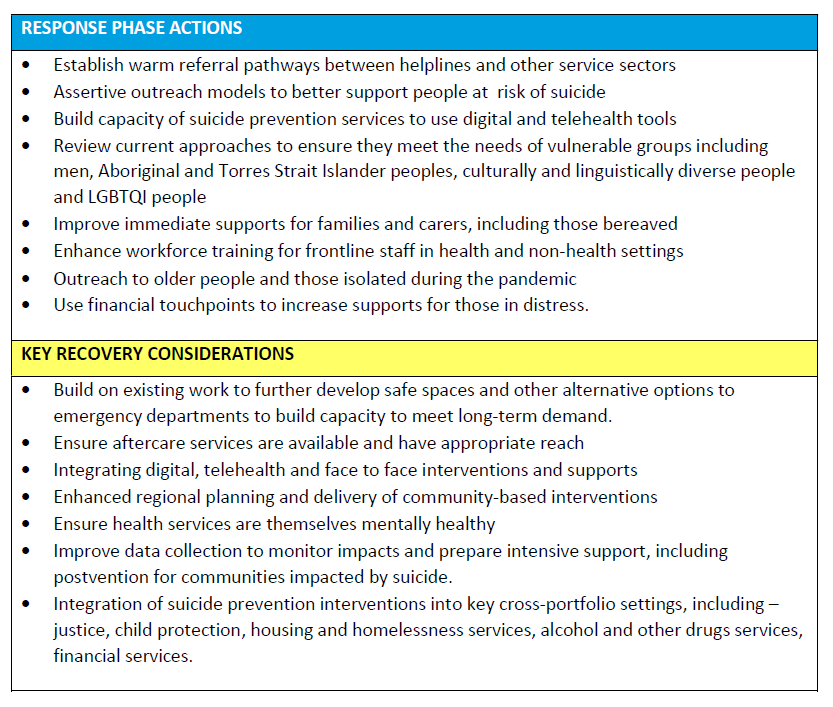 RESPONSE PHASE ACTIONS
• Establish warm referral pathways between helplines and other service sectors
• Assertive outreach models to better support people at  risk of suicide
• Build capacity of suicide prevention services to use digital and telehealth tools
• Review current approaches to ensure they meet the needs of vulnerable groups including
men, Aboriginal and Torres Strait Islander peoples, culturally and linguistically diverse people
and LGBTQI people
• Improve immediate supports for families and carers, including those bereaved
• Enhance workforce training for frontline staff in health and non-health settings
• Outreach to older people and those isolated during the pandemic
• Use financial touchpoints to increase supports for those in distress.
KEY RECOVERY CONSIDERATIONS
• Build on existing work to further develop safe spaces and other alternative options to
emergency departments to build capacity to meet long-term demand.
• Ensure aftercare services are available and have appropriate reach
• Integrating digital, telehealth and face to face interventions and supports
• Enhanced regional planning and delivery of community-based interventions
• Ensure health services are themselves mentally healthy
• Improve data collection to monitor impacts and prepare intensive support, including
postvention for communities impacted by suicide.
• Integration of suicide prevention interventions into key cross-portfolio settings, including –
justice, child protection, housing and homelessness services, alcohol and other drugs services,
financial services.